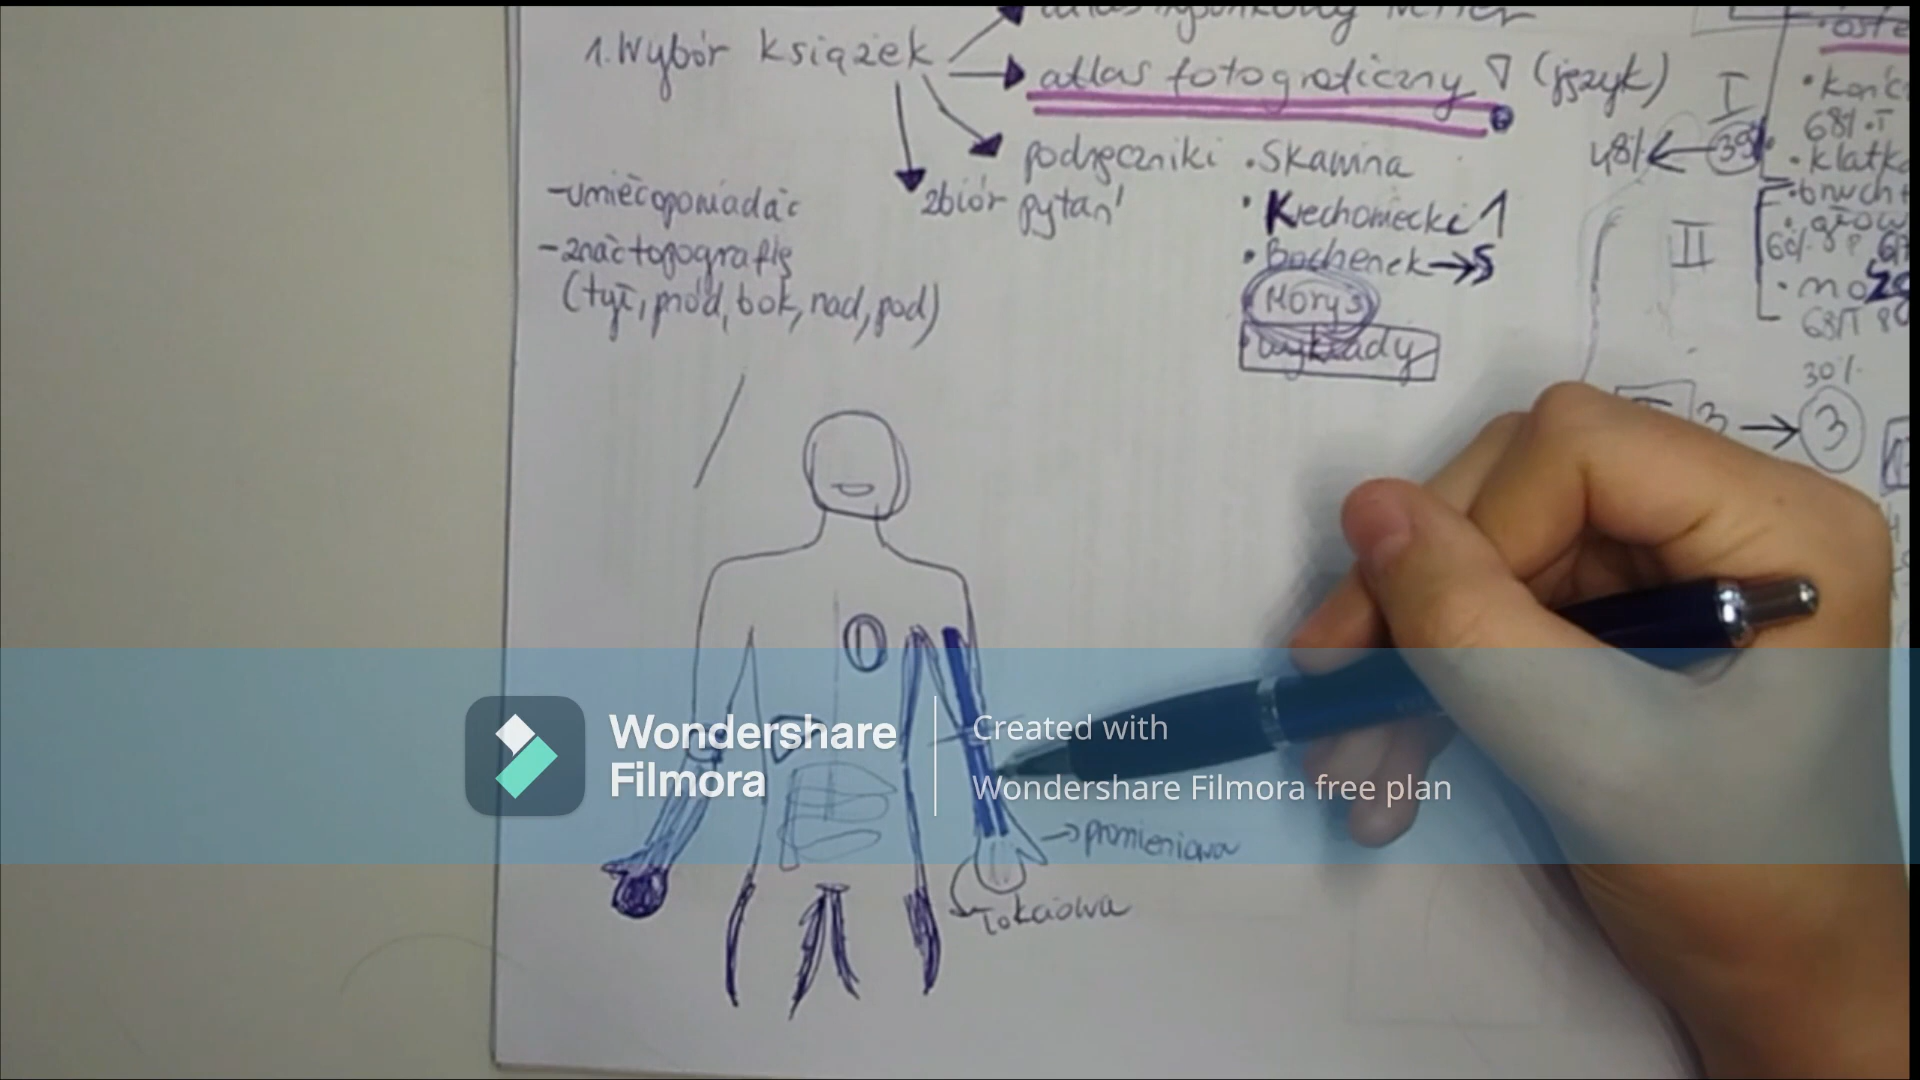 1. Wybór książek
atlas fotograficzny ∇ (język)
podręczniki
• Skawina
zbiór pytań
• Krechowiecki 1
• Bochenek → 5
Moryś
• wykłady
- umieć opowiadać
- znać topografię
(tył, przód, bok, nad, pod)
I
48% ← 39%
68%
II
30%
3 → 3
→ promieniowa
łokciowa
Wondershare
Filmora
Created with
Wondershare Filmora free plan